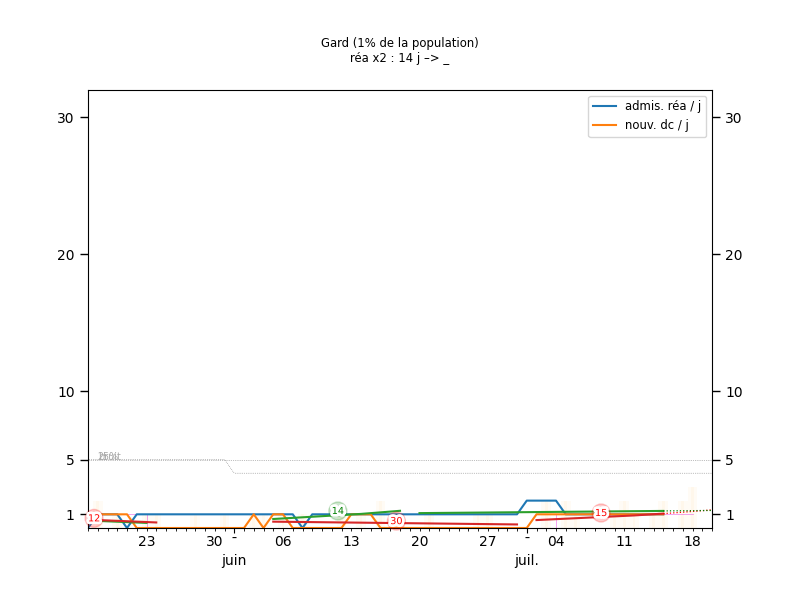 Gard (1% de la population)
réa x2 : 14 j –> _
admis. réa / j
nouv. dc / j
30 30
20 20
10 10
5 5
1 1
12
14
30
15
23 30 - 06 13 20 27 - 04 11 18
juin juil.